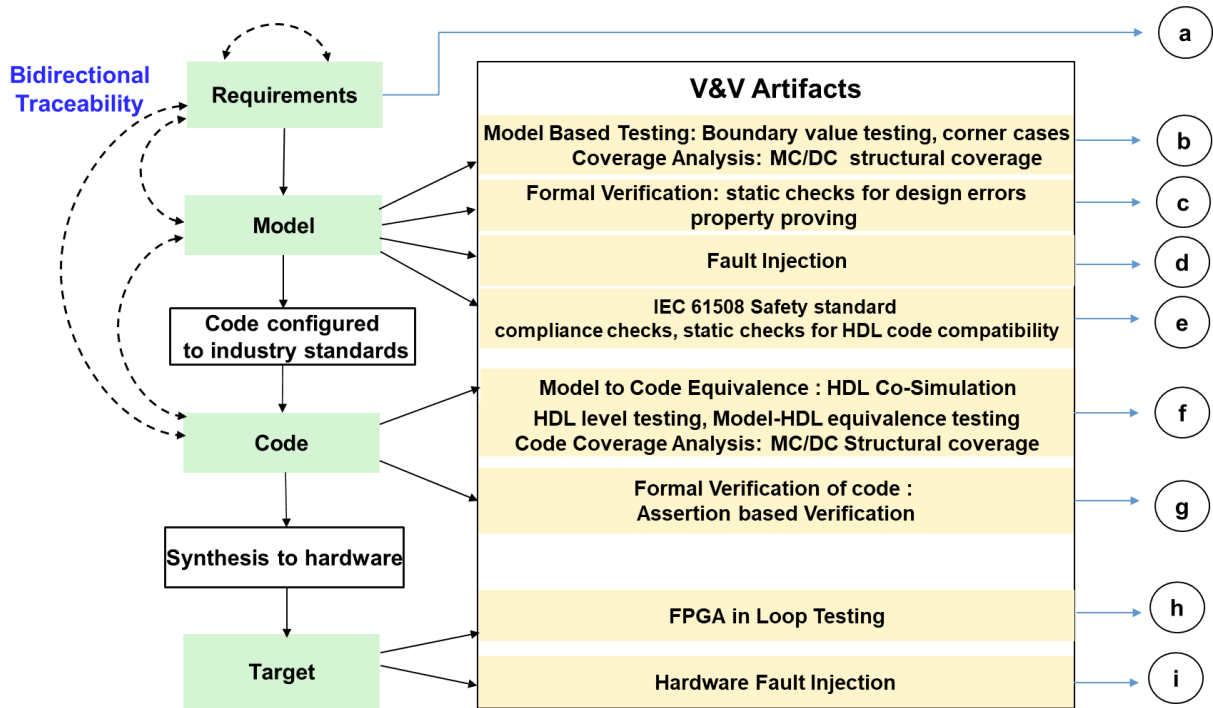 a
Bidirectional
Traceability
Requirements
V&V Artifacts
Model Based Testing: Boundary value testing, corner cases
Coverage Analysis: MC/DC structural coverage
b
Formal Verification: static checks for design errors
property proving
c
Model
Fault Injection
d
IEC 61508 Safety standard
compliance checks, static checks for HDL code compatibility
e
Code configured
to industry standards
Model to Code Equivalence : HDL Co-Simulation
HDL level testing, Model-HDL equivalence testing
Code Coverage Analysis: MC/DC Structural coverage
f
Code
Formal Verification of code :
Assertion based Verification
g
Synthesis to hardware
FPGA in Loop Testing
h
Target
Hardware Fault Injection
i